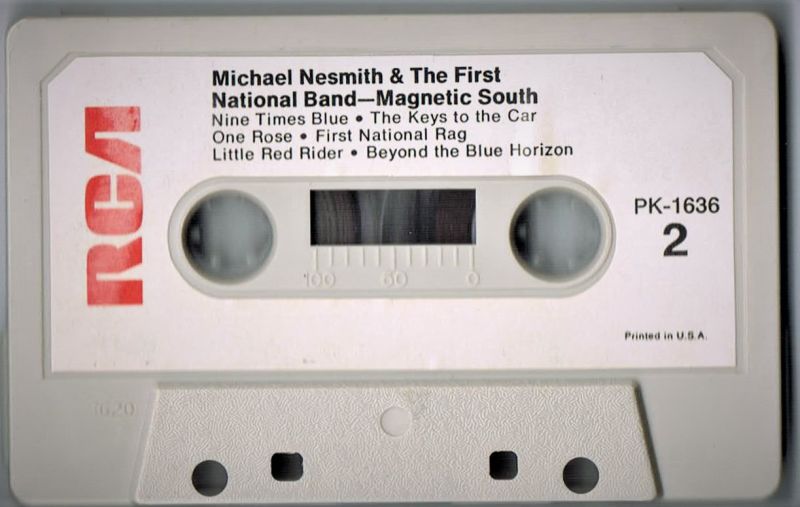 Michael Nesmith & The First
National Band—Magnetic South
Nine Times Blue • The Keys to the Car
One Rose • First National Rag
Little Red Rider • Beyond the Blue Horizon
RCA
PK-1636
2
100 50 0
Printed in U.S.A.